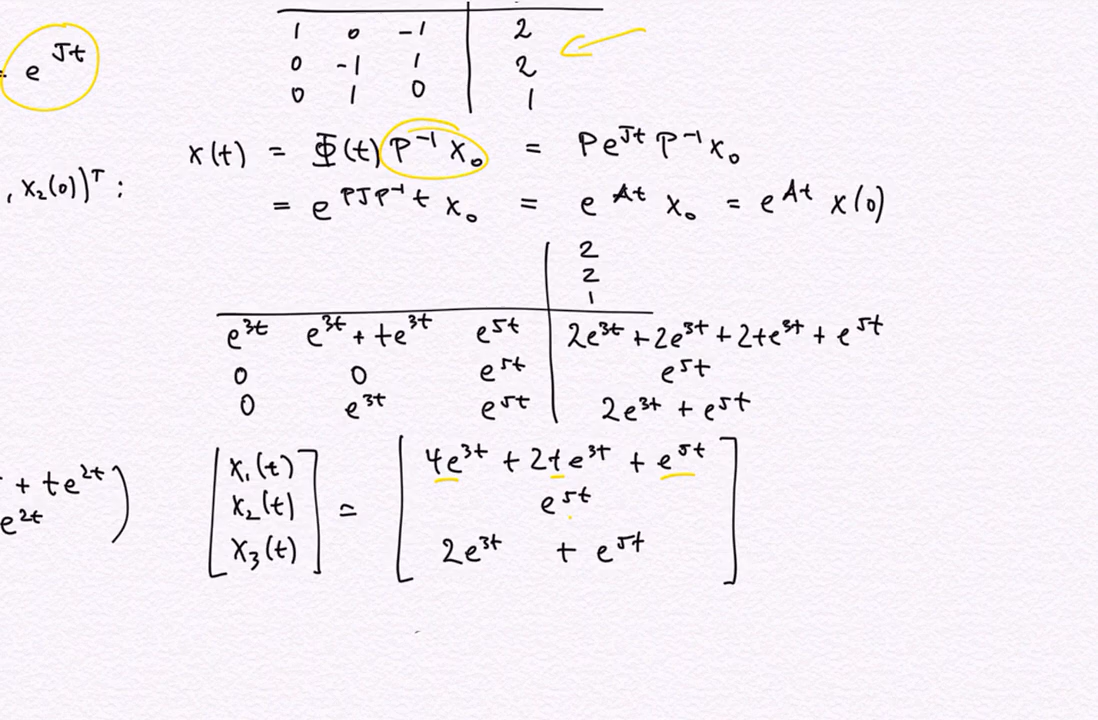 1 0 -1 | 2
= e^{Jt}
0 -1 1 | 2
0 1 0 | 1
x(t) = Φ(t) P⁻¹ x₀ = P e^{Jt} P⁻¹ x₀
, x₂(0))ᵀ :
= e^{PJP⁻¹ t} x₀ = e^{At} x₀ = e^{At} x(0)
2
2
1
e^{3t} e^{3t} + te^{3t} e^{5t} | 2e^{3t} + 2e^{3t} + 2te^{3t} + e^{5t}
0 0 e^{5t} | e^{5t}
0 e^{3t} e^{5t} | 2e^{3t} + e^{5t}
x₁(t) 4e^{3t} + 2te^{3t} + e^{5t}
+ te^{2t}
x₂(t) = e^{5t}
e^{2t}
x₃(t) 2e^{3t} + e^{5t}